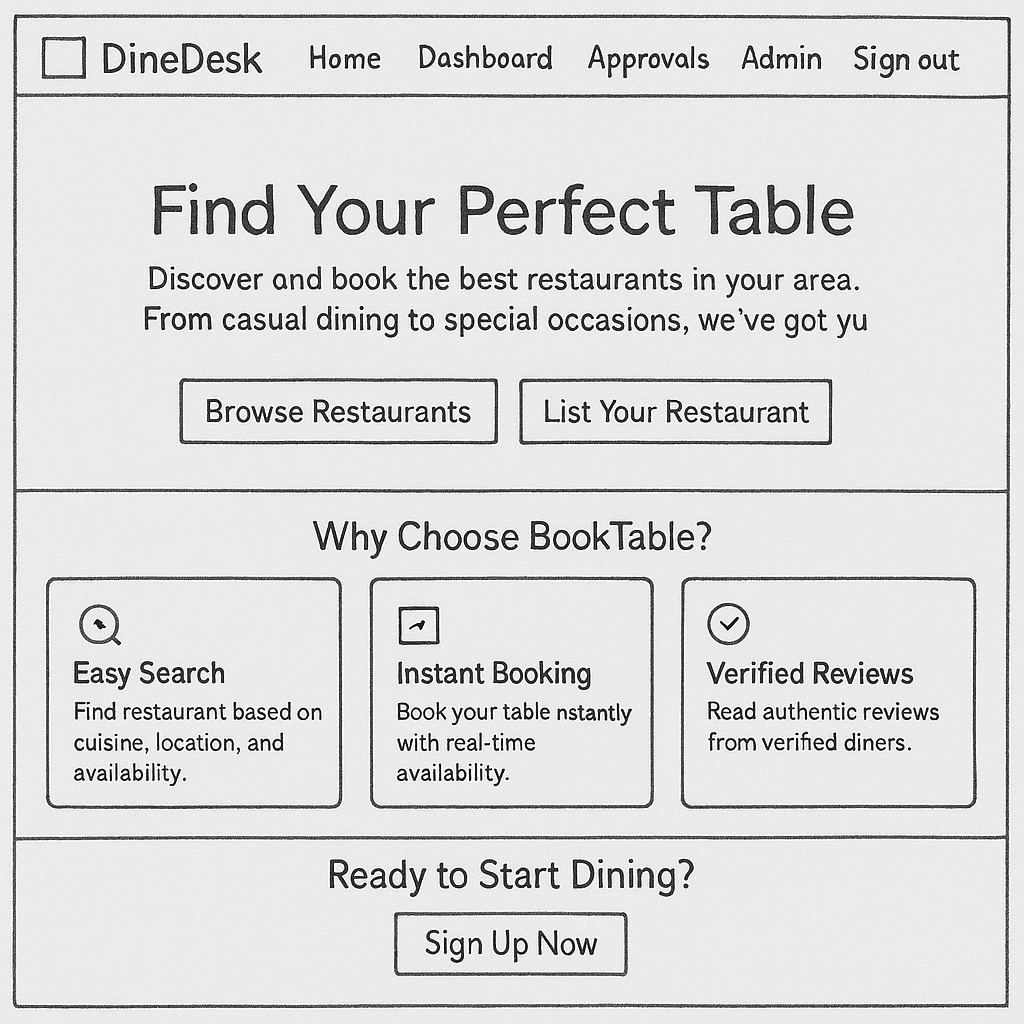 DineDesk Home Dashboard Approvals Admin Sign out
Find Your Perfect Table
Discover and book the best restaurants in your area.
From casual dining to special occasions, we've got yu
Browse Restaurants
List Your Restaurant
Why Choose BookTable?
Easy Search
Find restaurant based on
cuisine, location, and
availability.
Instant Booking
Book your table nstantly
with real-time
availability.
Verified Reviews
Read authentic reviews
from verified diners.
Ready to Start Dining?
Sign Up Now